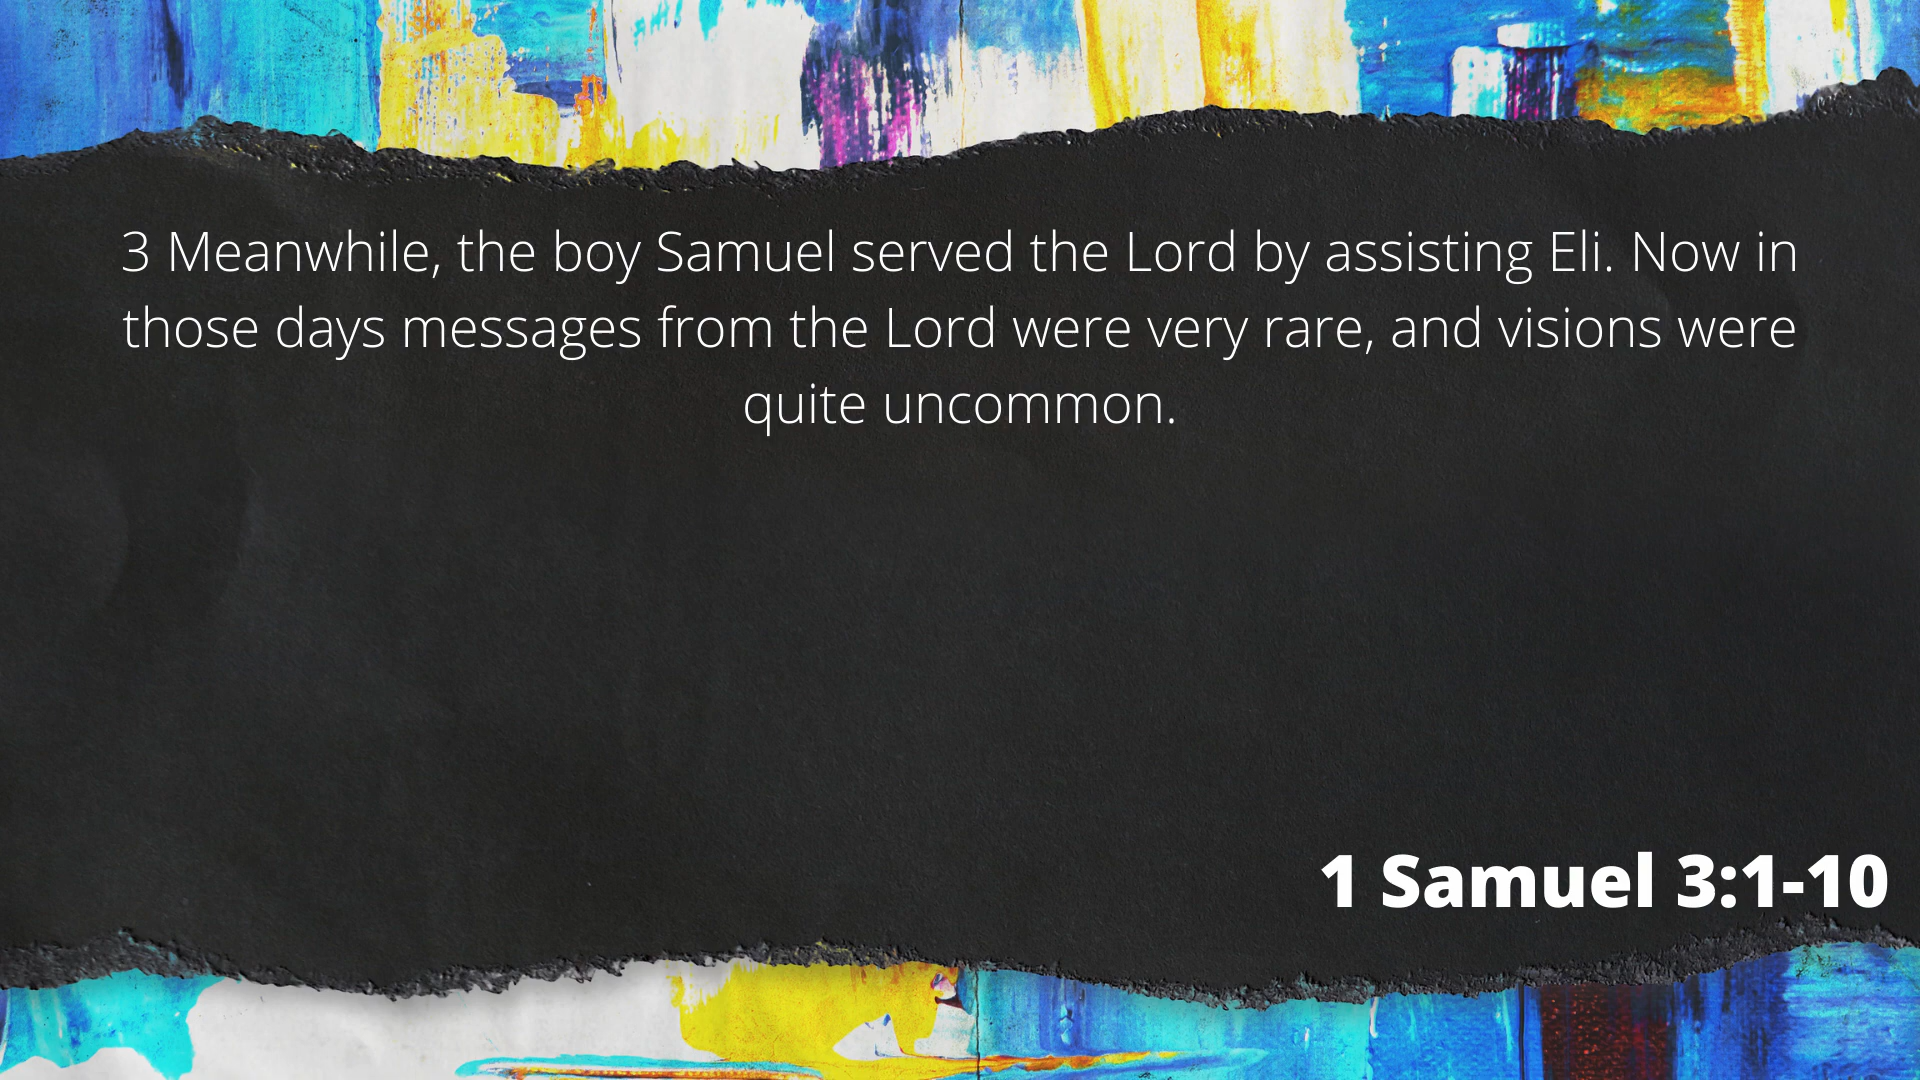 3 Meanwhile, the boy Samuel served the Lord by assisting Eli. Now in
those days messages from the Lord were very rare, and visions were
quite uncommon.
1 Samuel 3:1-10